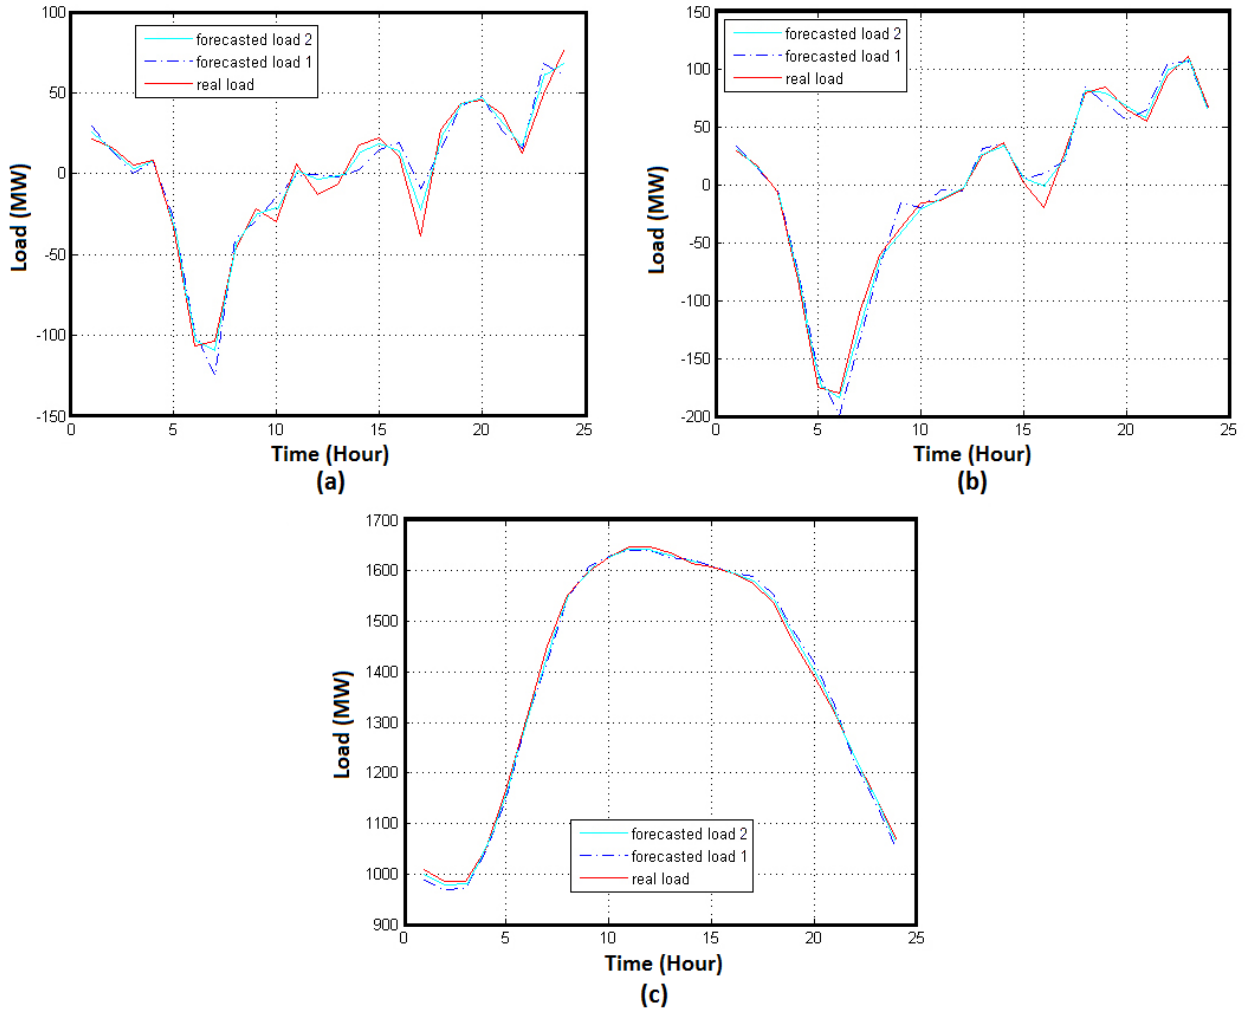 100
50
0
-50
-100
-150
0 5 10 15 20 25
Load (MW)
Time (Hour)
forecasted load 2
forecasted load 1
real load
(a)
150
100
50
0
-50
-100
-150
-200
0 5 10 15 20 25
Load (MW)
Time (Hour)
forecasted load 2
forecasted load 1
real load
(b)
1700
1600
1500
1400
1300
1200
1100
1000
900
0 5 10 15 20 25
Load (MW)
Time (Hour)
forecasted load 2
forecasted load 1
real load
(c)